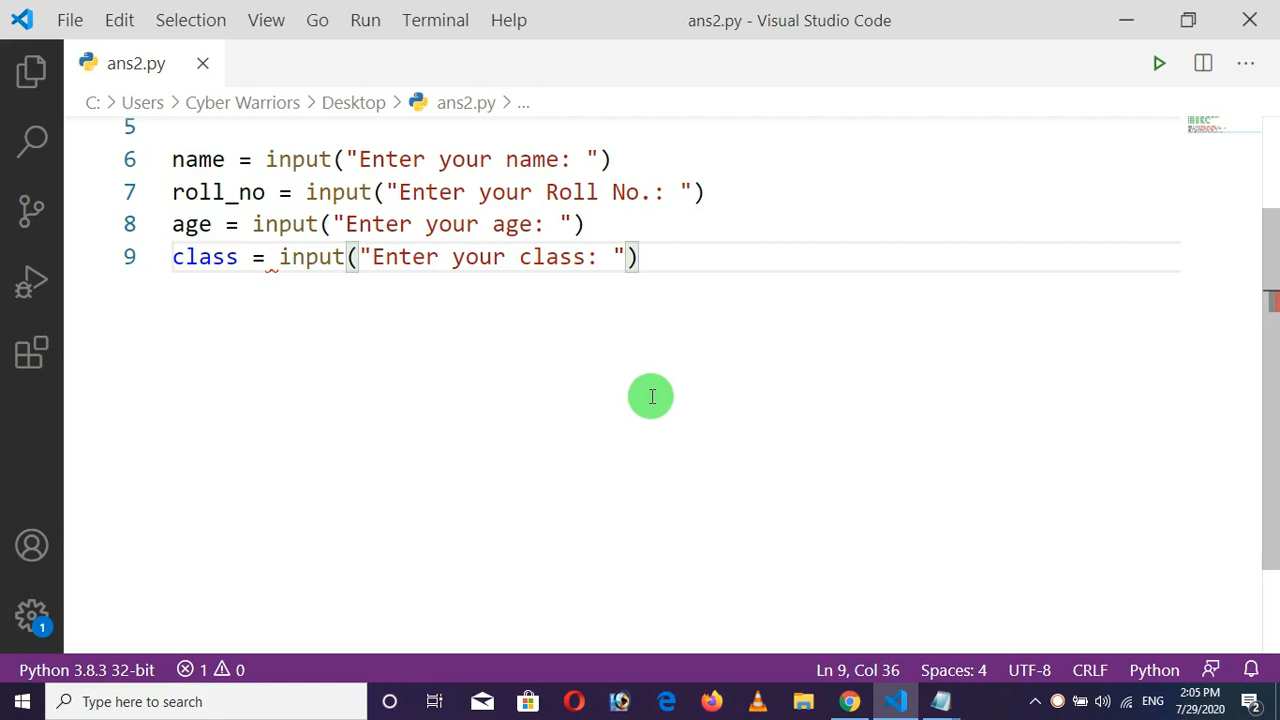 File Edit Selection View Go Run Terminal Help ans2.py - Visual Studio Code
ans2.py
C: > Users > Cyber Warriors > Desktop > ans2.py > ...
5
6 name = input("Enter your name: ")
7 roll_no = input("Enter your Roll No.: ")
8 age = input("Enter your age: ")
9 class = input("Enter your class: ")
1
Python 3.8.3 32-bit 1 0 Ln 9, Col 36 Spaces: 4 UTF-8 CRLF Python
Type here to search ENG 2:05 PM
7/29/2020 2